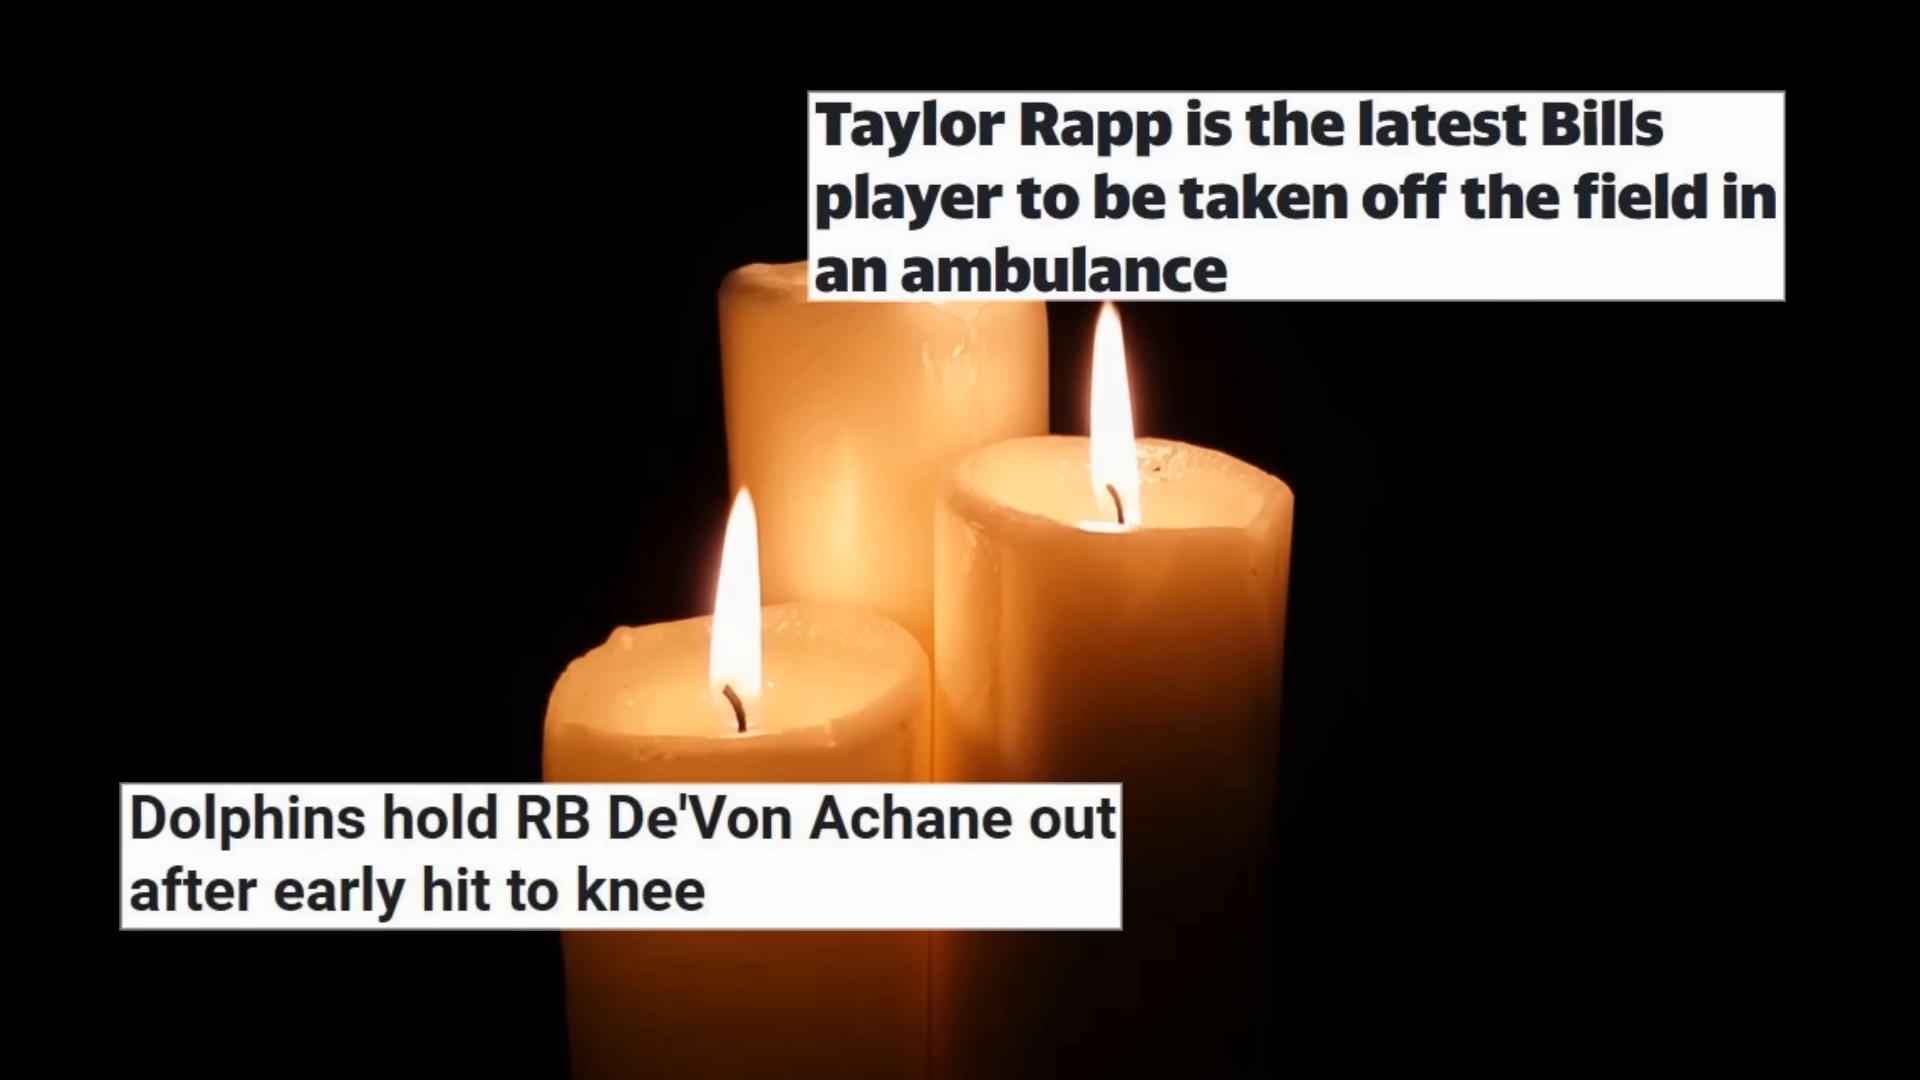 Taylor Rapp is the latest Bills
player to be taken off the field in
an ambulance
Dolphins hold RB De'Von Achane out
after early hit to knee